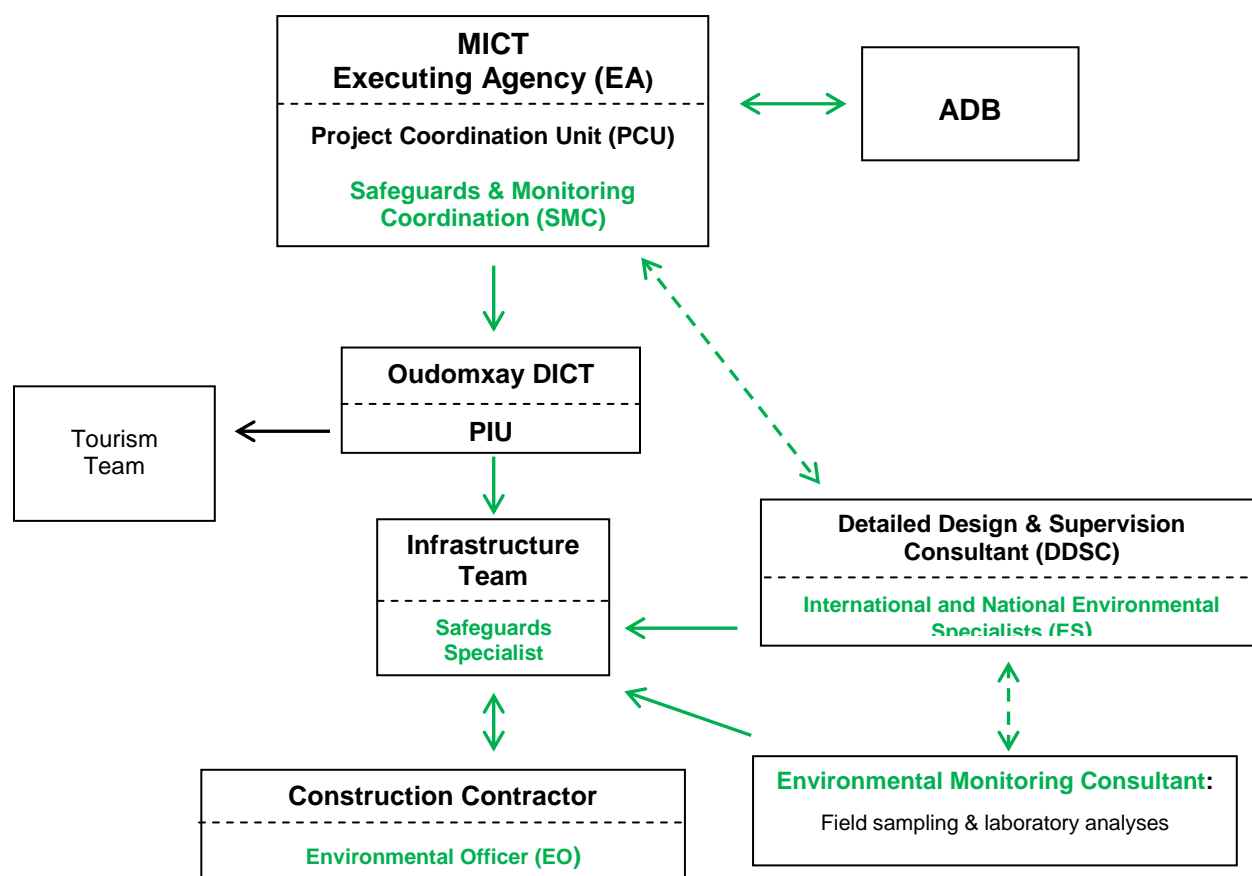 MICT
Executing Agency (EA)
Project Coordination Unit (PCU)
Safeguards & Monitoring
Coordination (SMC)
ADB
Oudomxay DICT
PIU
Tourism
Team
Infrastructure
Team
Safeguards
Specialist
Detailed Design & Supervision
Consultant (DDSC)
International and National Environmental
Specialists (ES)
Construction Contractor
Environmental Officer (EO)
Environmental Monitoring Consultant:
Field sampling & laboratory analyses